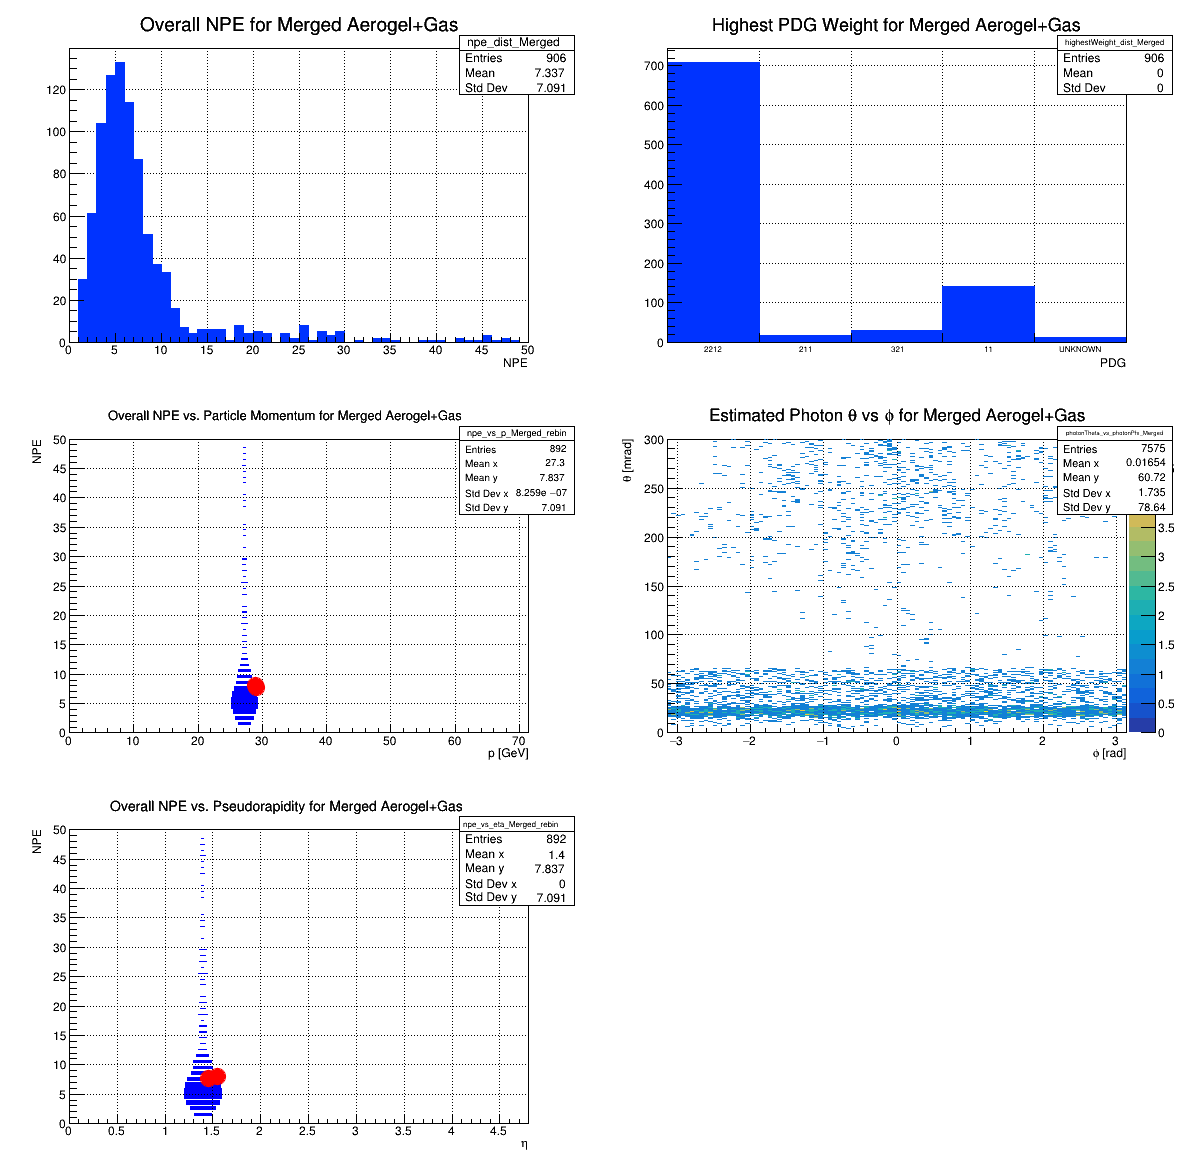 Overall NPE for Merged Aerogel+Gas
npe_dist_Merged
Entries 906
Mean 7.337
Std Dev 7.091
120
100
80
60
40
20
0
0 5 10 15 20 25 30 35 40 45 50
NPE
Highest PDG Weight for Merged Aerogel+Gas
highestWeight_dist_Merged
Entries 906
Mean 0
Std Dev 0
700
600
500
400
300
200
100
0
2212 211 321 11 UNKNOWN
PDG
Overall NPE vs. Particle Momentum for Merged Aerogel+Gas
npe_vs_p_Merged_rebin
Entries 892
Mean x 27.3
Mean y 7.837
Std Dev x 8.259e −07
Std Dev y 7.091
NPE
50
45
40
35
30
25
20
15
10
5
0
0 10 20 30 40 50 60 70
p [GeV]
Estimated Photon θ vs ϕ for Merged Aerogel+Gas
photonTheta_vs_photonPhi_Merged
Entries 7575
Mean x 0.01654
Mean y 60.72
Std Dev x 1.735
Std Dev y 78.64
θ [mrad]
300
250
200
150
100
50
0
−3 −2 −1 0 1 2 3
ϕ [rad]
3.5
3
2.5
2
1.5
1
0.5
0
Overall NPE vs. Pseudorapidity for Merged Aerogel+Gas
npe_vs_eta_Merged_rebin
Entries 892
Mean x 1.4
Mean y 7.837
Std Dev x 0
Std Dev y 7.091
NPE
50
45
40
35
30
25
20
15
10
5
0
0 0.5 1 1.5 2 2.5 3 3.5 4 4.5
η